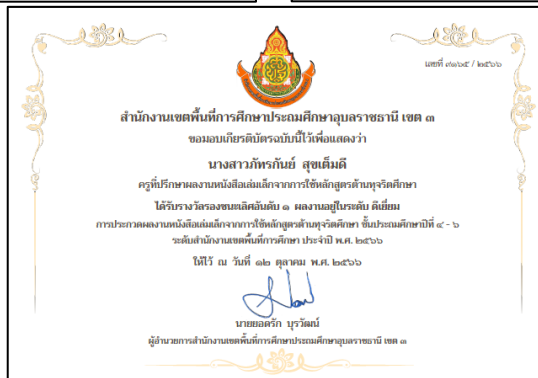 เลขที่ ๙๗๖๕ / ๒๕๖๖
สำนักงานเขตพื้นที่การศึกษาประถมศึกษาอุบลราชธานี เขต ๓
ขอมอบเกียรติบัตรฉบับนี้ไว้เพื่อแสดงว่า
นางสาวภัทรกันย์ สุขเต็มดี
ครูที่ปรึกษาผลงานหนังสือเล่มเล็กจากการใช้หลักสูตรต้านทุจริตศึกษา
ได้รับรางวัลรองชนะเลิศอันดับ ๑ ผลงานอยู่ในระดับ ดีเยี่ยม
การประกวดผลงานหนังสือเล่มเล็กจากการใช้หลักสูตรต้านทุจริตศึกษา ชั้นประถมศึกษาปีที่ ๔ - ๖
ระดับสำนักงานเขตพื้นที่การศึกษา ประจำปี พ.ศ. ๒๕๖๖
ให้ไว้ ณ วันที่ ๑๒ ตุลาคม พ.ศ. ๒๕๖๖
นายยอดรัก บุรวัฒน์
ผู้อำนวยการสำนักงานเขตพื้นที่การศึกษาประถมศึกษาอุบลราชธานี เขต ๓